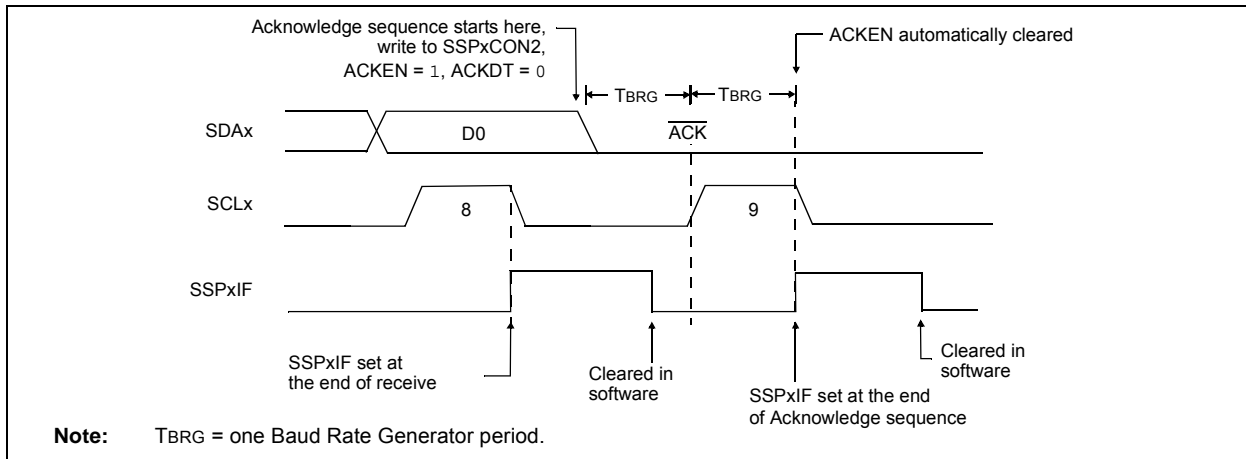 Acknowledge sequence starts here,
write to SSPxCON2,
ACKEN = 1, ACKDT = 0
ACKEN automatically cleared
TBRG
TBRG
SDAx
D0
ACK
SCLx
8
9
SSPxIF
SSPxIF set at
the end of receive
Cleared in
software
SSPxIF set at the end
of Acknowledge sequence
Cleared in
software
Note: TBRG = one Baud Rate Generator period.